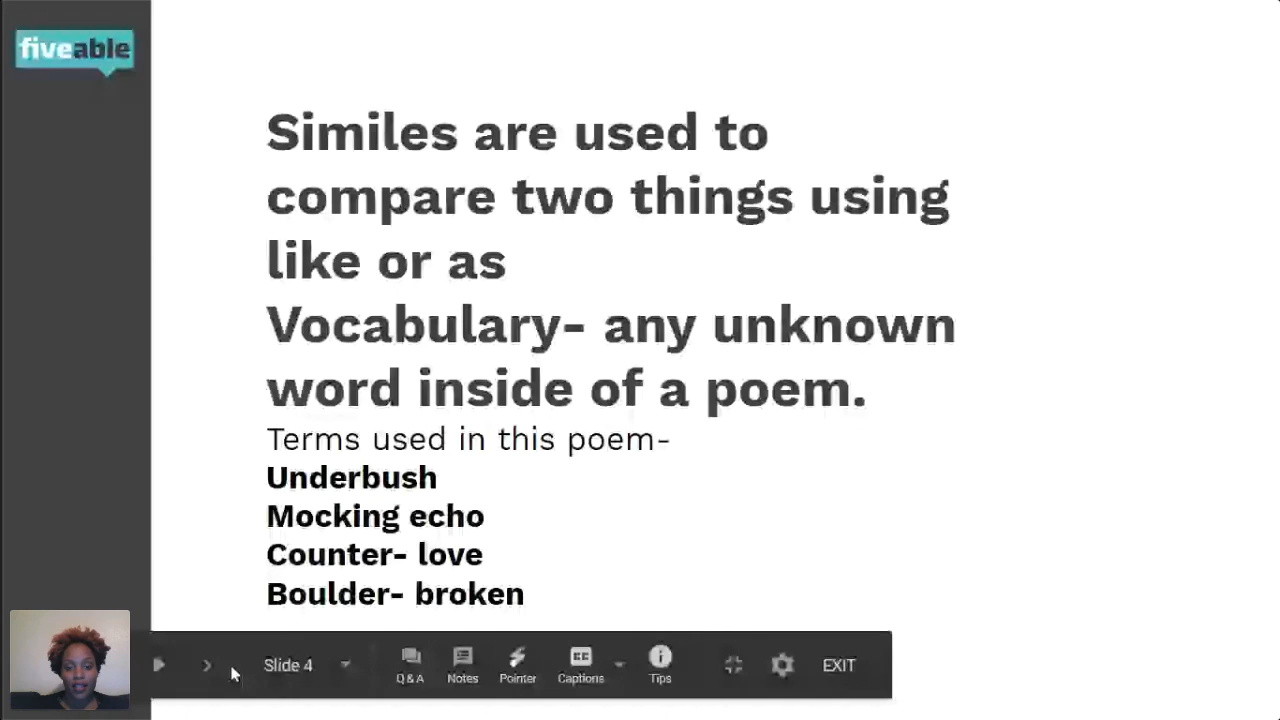 fiveable
Similes are used to
compare two things using
like or as
Vocabulary- any unknown
word inside of a poem.
Terms used in this poem-
Underbush
Mocking echo
Counter- love
Boulder- broken
Slide 4
Q & A
Notes
Pointer
CC
Captions
Tips
EXIT